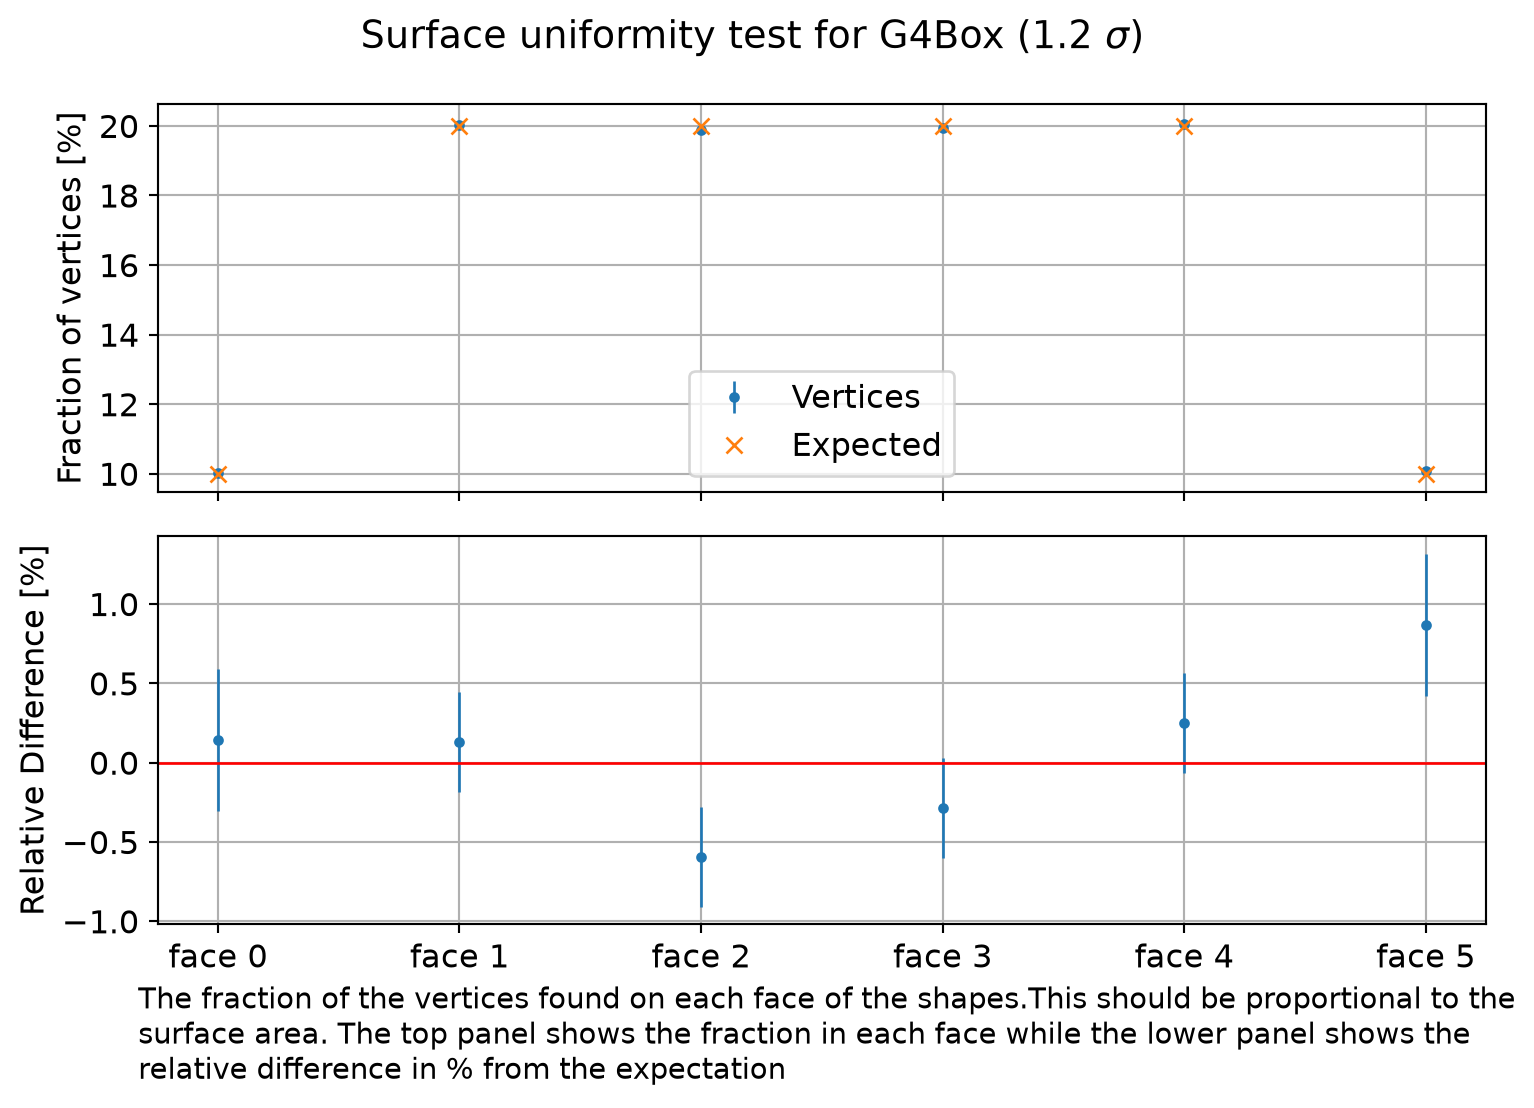 Surface uniformity test for G4Box (1.2 σ)
Fraction of vertices [%]
20
18
16
14
12
10
Vertices
Expected
Relative Difference [%]
1.0
0.5
0.0
−0.5
−1.0
face 0 face 1 face 2 face 3 face 4 face 5
The fraction of the vertices found on each face of the shapes.This should be proportional to the
surface area. The top panel shows the fraction in each face while the lower panel shows the
relative difference in % from the expectation